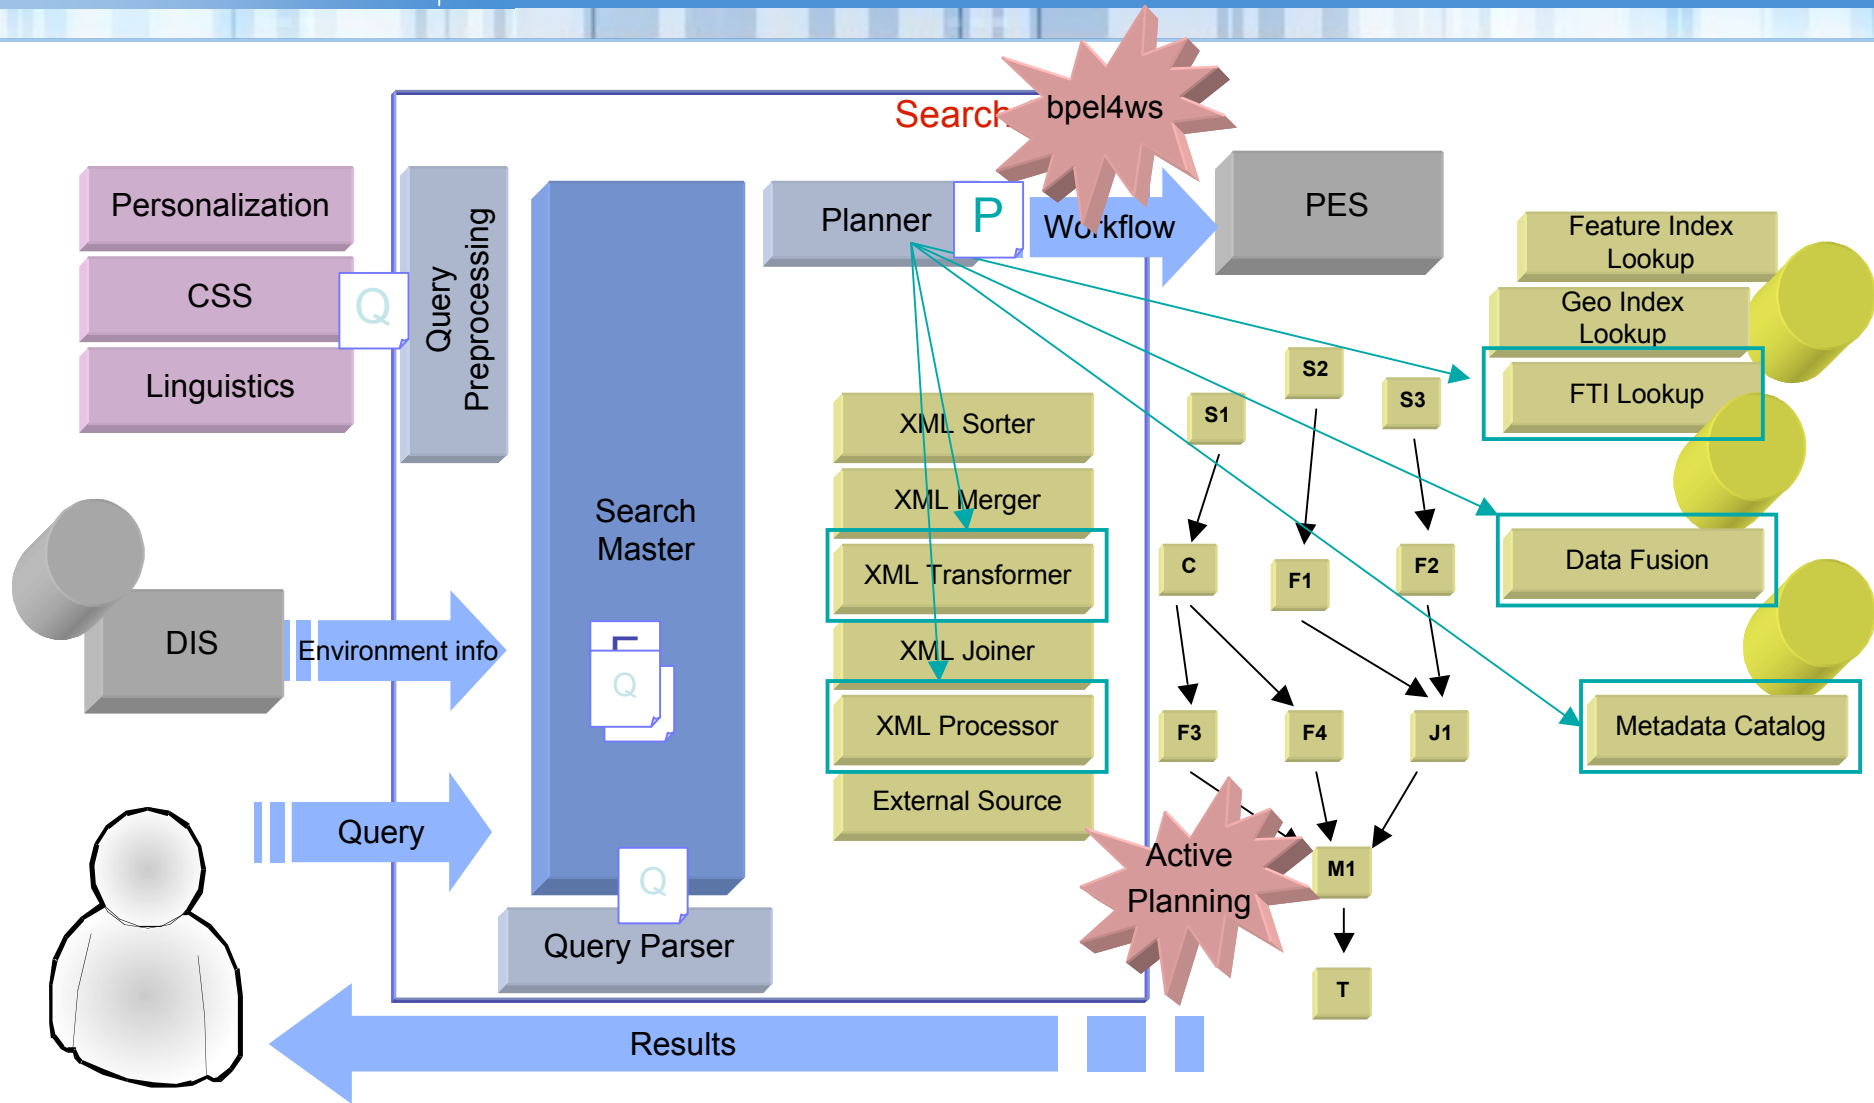 Search
bpel4ws
Personalization
CSS
Linguistics
Q
Query
Preprocessing
Search
Master
Q
Q
Query Parser
Planner
P
Workflow
PES
Feature Index
Lookup
Geo Index
Lookup
FTI Lookup
Data Fusion
Metadata Catalog
XML Sorter
XML Merger
XML Transformer
XML Joiner
XML Processor
External Source
S1
S2
S3
C
F1
F2
F3
F4
J1
M1
T
Active
Planning
DIS
Environment info
Query
Results